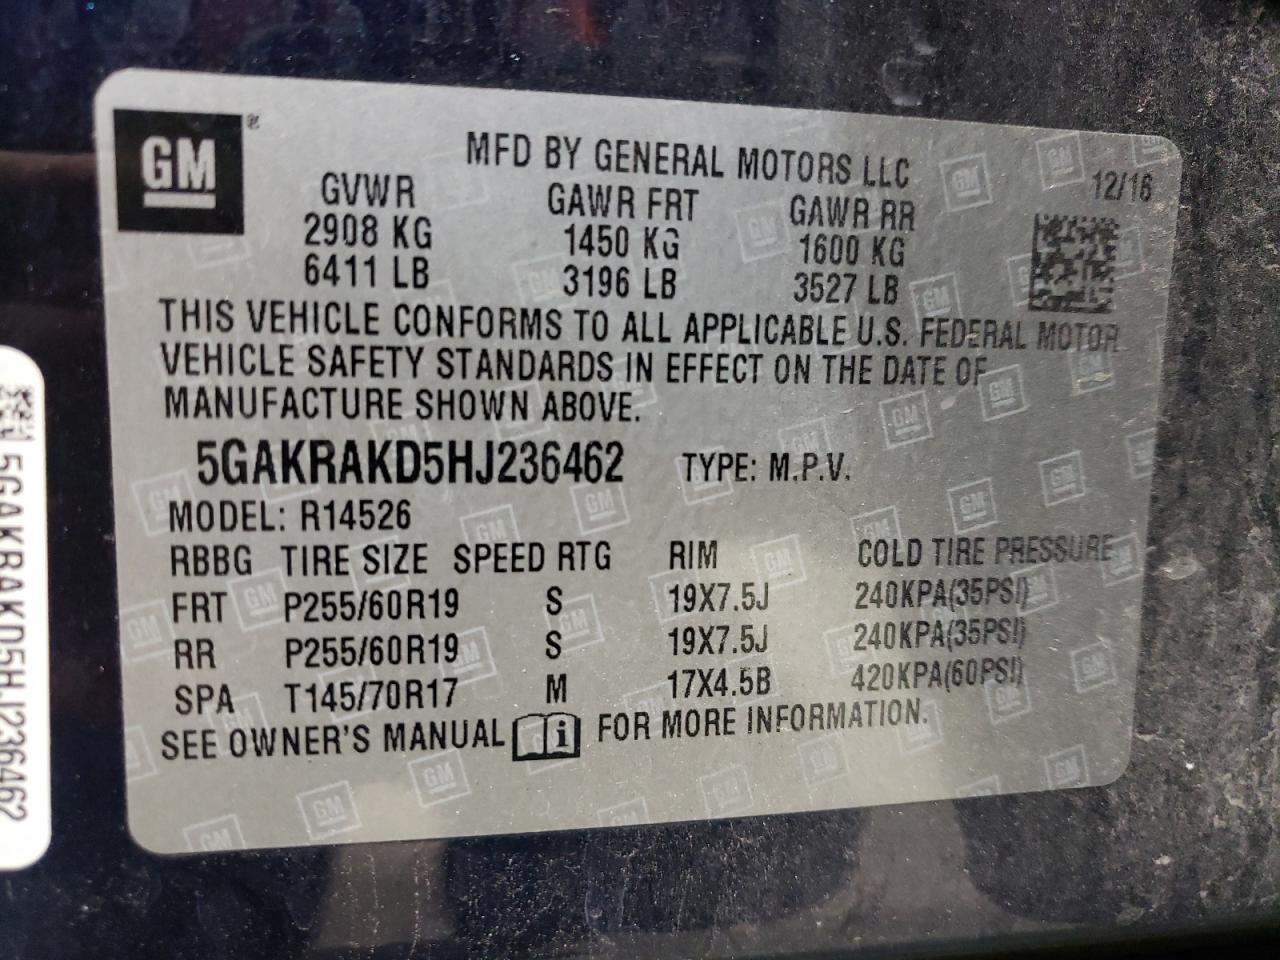 GM ®
MFD BY GENERAL MOTORS LLC
12/16
GVWR GAWR FRT GAWR RR
2908 KG 1450 KG 1600 KG
6411 LB 3196 LB 3527 LB
THIS VEHICLE CONFORMS TO ALL APPLICABLE U.S. FEDERAL MOTOR
VEHICLE SAFETY STANDARDS IN EFFECT ON THE DATE OF
MANUFACTURE SHOWN ABOVE.
5GAKRAKD5HJ236462 TYPE: M.P.V.
MODEL: R14526
RBBG TIRE SIZE SPEED RTG RIM COLD TIRE PRESSURE
FRT P255/60R19 S 19X7.5J 240KPA(35PSI)
RR P255/60R19 S 19X7.5J 240KPA(35PSI)
SPA T145/70R17 M 17X4.5B 420KPA(60PSI)
SEE OWNER'S MANUAL i FOR MORE INFORMATION.
5GAKRAKD5HJ236462